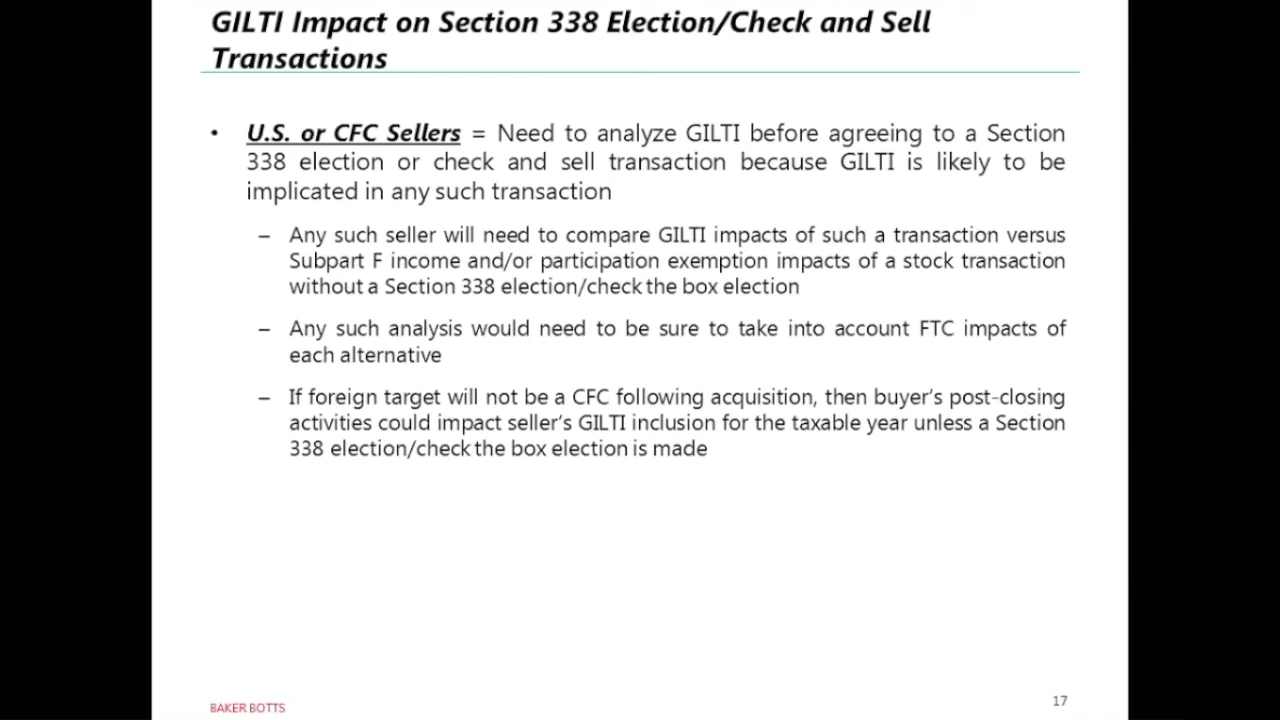 GILTI Impact on Section 338 Election/Check and Sell
Transactions
• U.S. or CFC Sellers = Need to analyze GILTI before agreeing to a Section
338 election or check and sell transaction because GILTI is likely to be
implicated in any such transaction
– Any such seller will need to compare GILTI impacts of such a transaction versus
Subpart F income and/or participation exemption impacts of a stock transaction
without a Section 338 election/check the box election
– Any such analysis would need to be sure to take into account FTC impacts of
each alternative
– If foreign target will not be a CFC following acquisition, then buyer’s post-closing
activities could impact seller’s GILTI inclusion for the taxable year unless a Section
338 election/check the box election is made
BAKER BOTTS
17